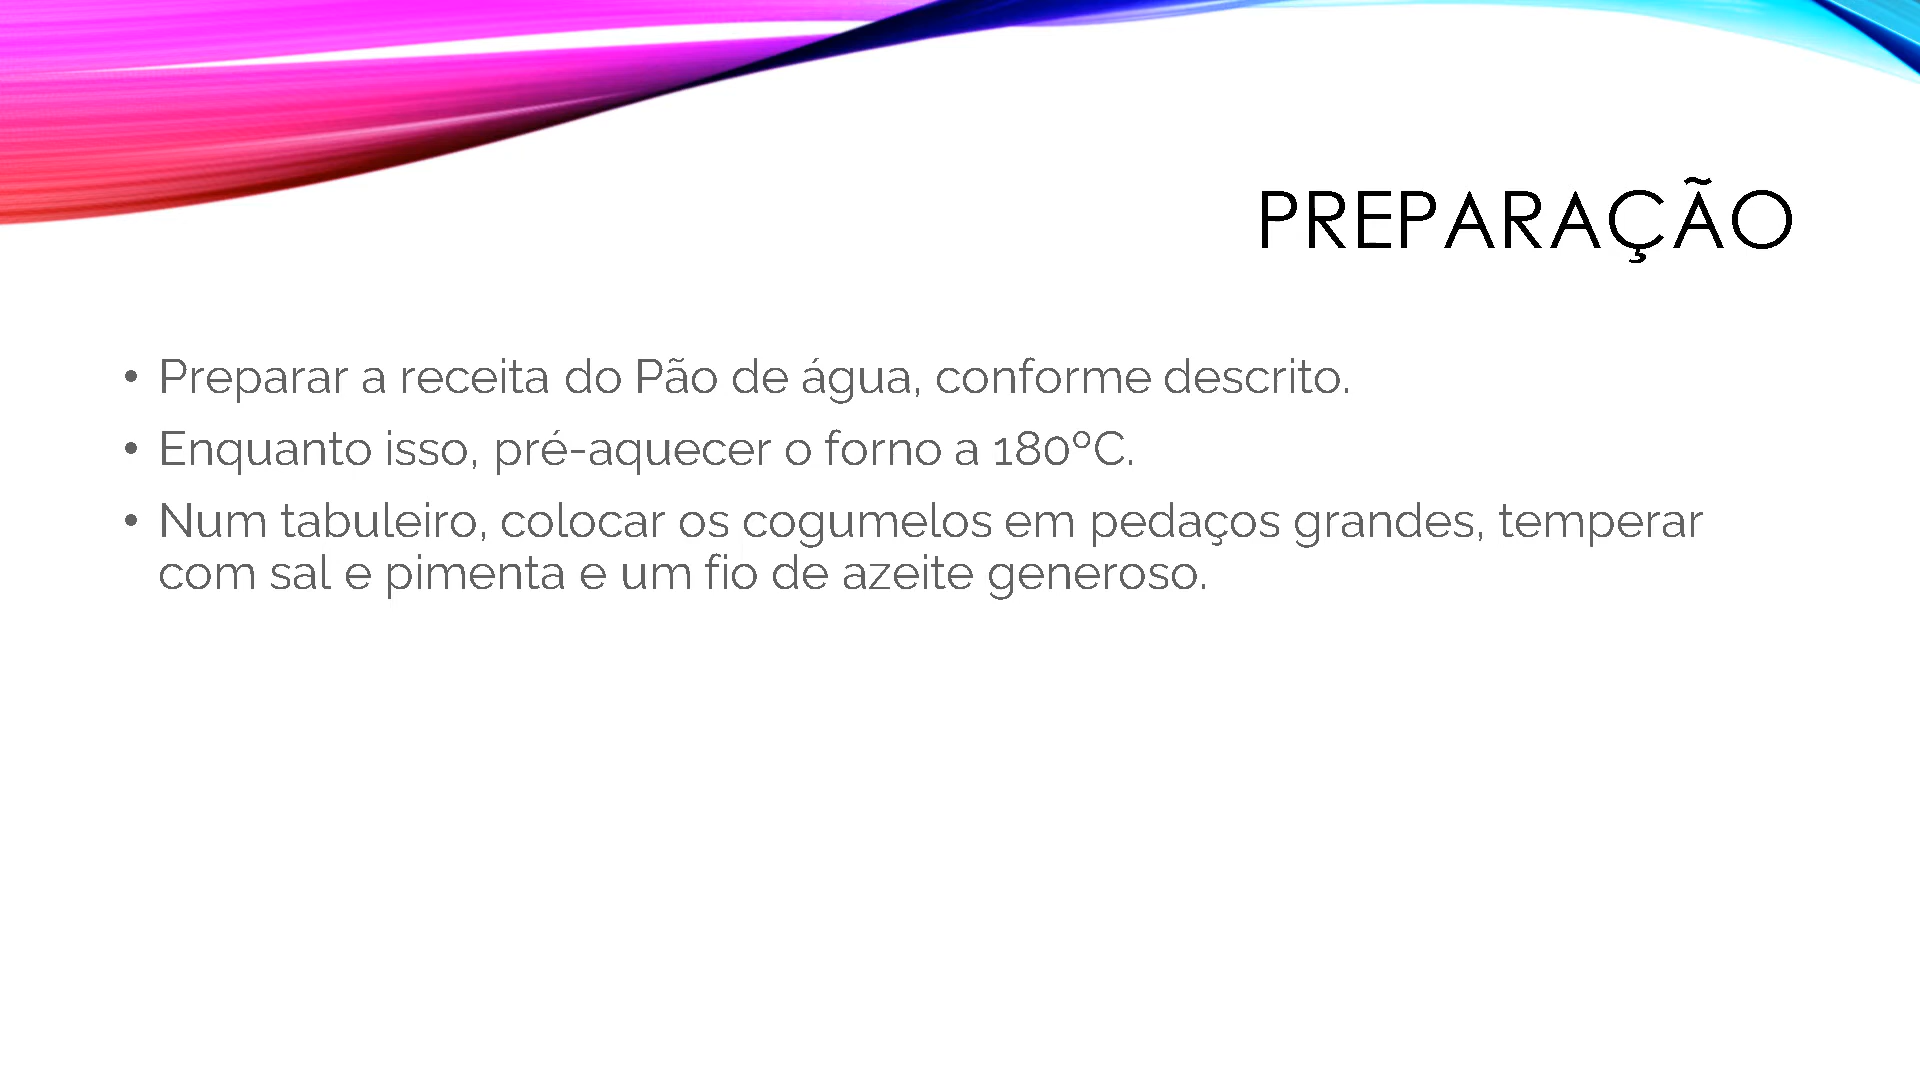 PREPARAÇÃO
• Preparar a receita do Pão de água, conforme descrito.
• Enquanto isso, pré-aquecer o forno a 180ºC.
• Num tabuleiro, colocar os cogumelos em pedaços grandes, temperar
com sal e pimenta e um fio de azeite generoso.